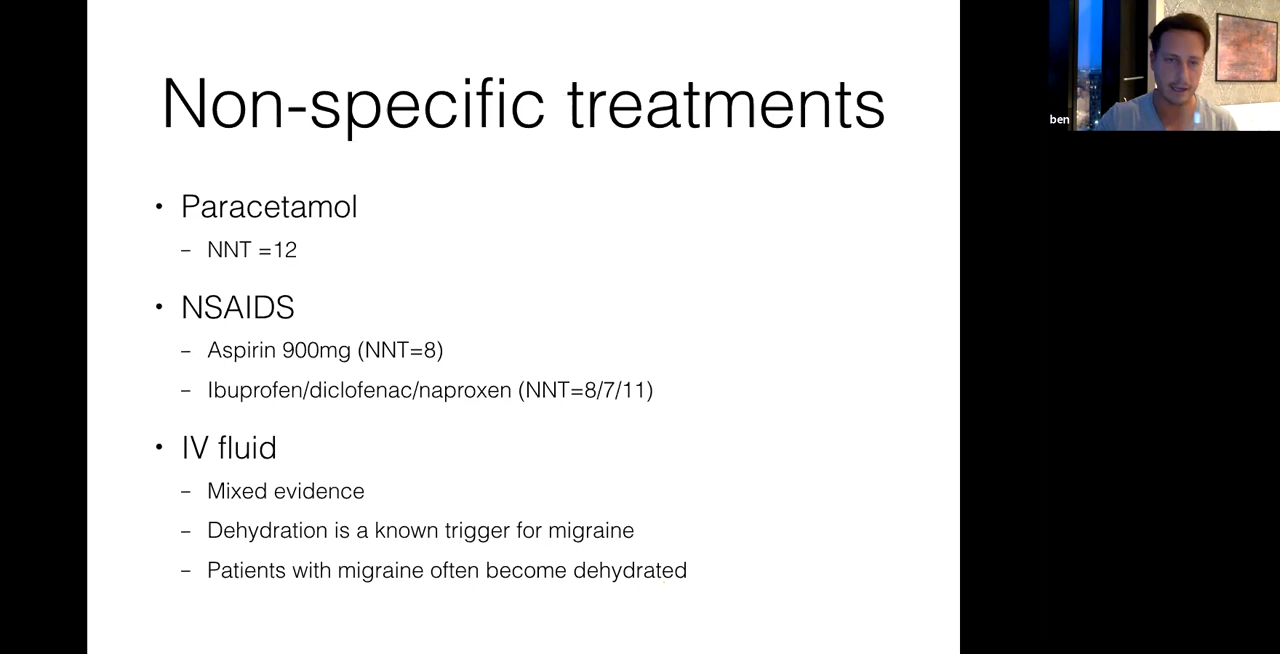 Non-specific treatments
• Paracetamol
– NNT =12
• NSAIDS
– Aspirin 900mg (NNT=8)
– Ibuprofen/diclofenac/naproxen (NNT=8/7/11)
• IV fluid
– Mixed evidence
– Dehydration is a known trigger for migraine
– Patients with migraine often become dehydrated
ben